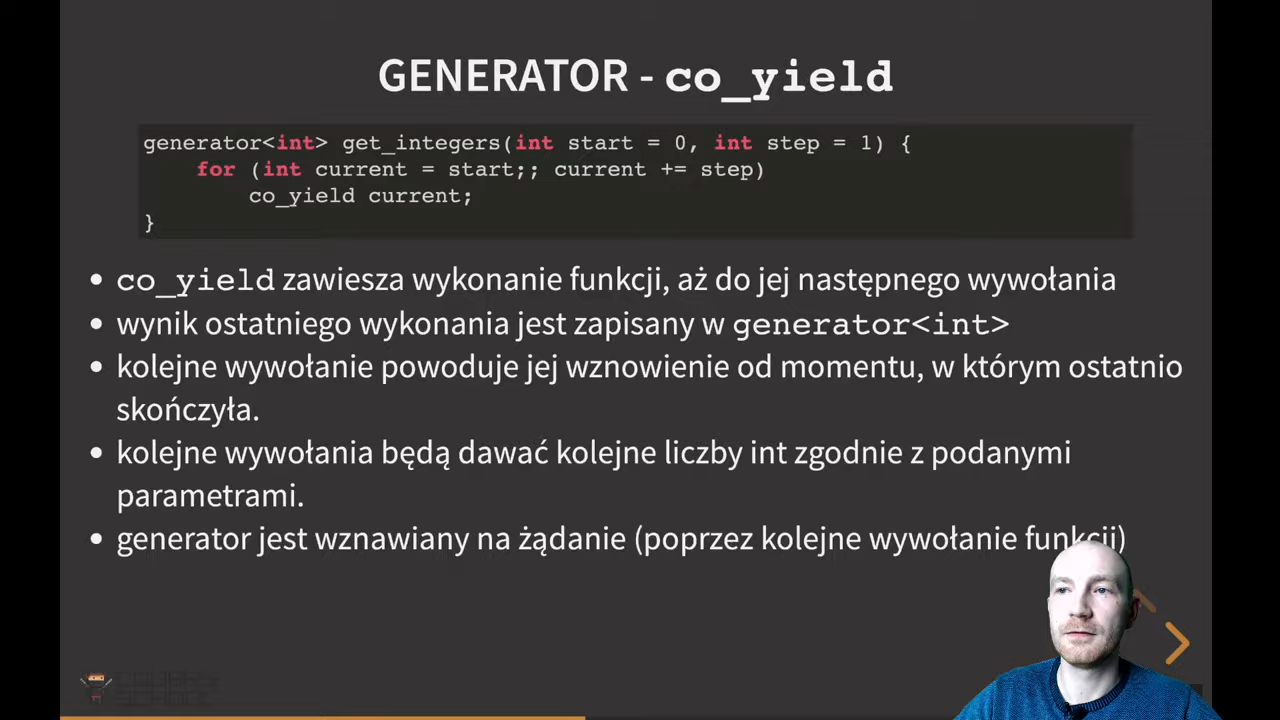 GENERATOR - co_yield
generator<int> get_integers(int start = 0, int step = 1) {
for (int current = start;; current += step)
co_yield current;
}
• co_yield zawiesza wykonanie funkcji, aż do jej następnego wywołania
• wynik ostatniego wykonania jest zapisany w generator<int>
• kolejne wywołanie powoduje jej wznowienie od momentu, w którym ostatnio
skończyła.
• kolejne wywołania będą dawać kolejne liczby int zgodnie z podanymi
parametrami.
• generator jest wznawiany na żądanie (poprzez kolejne wywołanie funkcji)